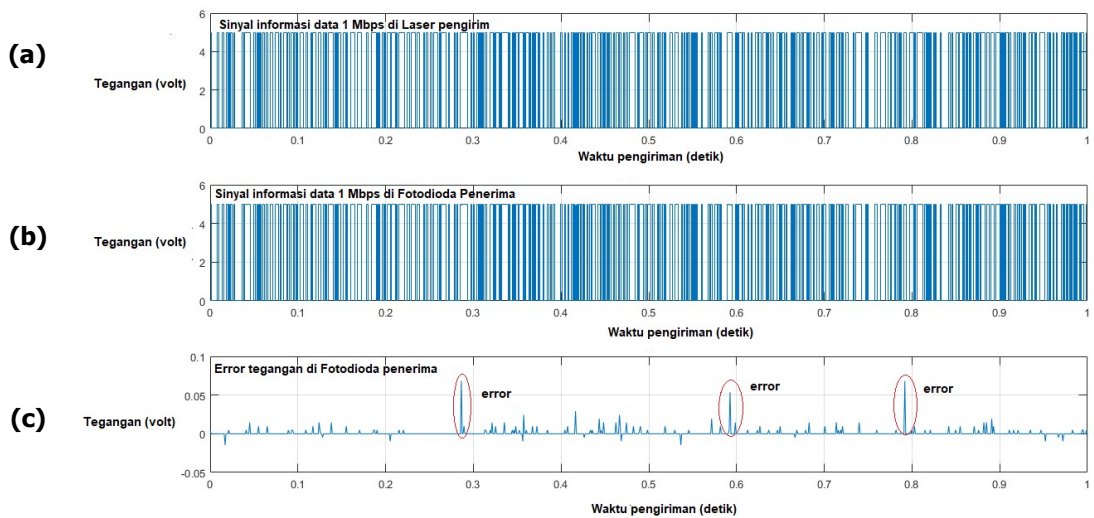 (a)
Sinyal informasi data 1 Mbps di Laser pengirim
Tegangan (volt)
6
4
2
0
0 0.1 0.2 0.3 0.4 0.5 0.6 0.7 0.8 0.9 1
Waktu pengiriman (detik)
(b)
Sinyal informasi data 1 Mbps di Fotodioda Penerima
Tegangan (volt)
6
4
2
0
0 0.1 0.2 0.3 0.4 0.5 0.6 0.7 0.8 0.9 1
Waktu pengiriman (detik)
(c)
Error tegangan di Fotodioda penerima
Tegangan (volt)
0.1
0.05
0
-0.05
error
error
error
0 0.1 0.2 0.3 0.4 0.5 0.6 0.7 0.8 0.9 1
Waktu pengiriman (detik)